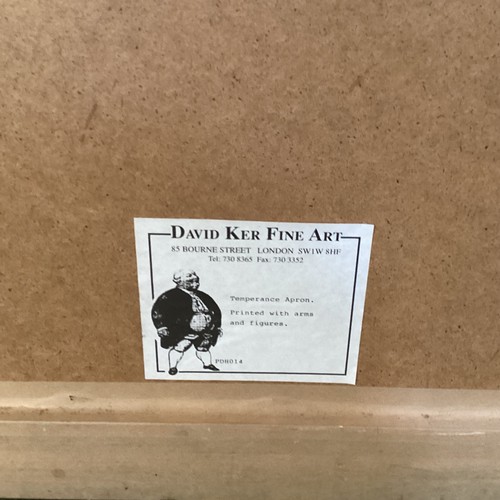 DAVID KER FINE ART
85 BOURNE STREET LONDON SW1W 8HF
Tel: 730 8365 Fax: 730 3352
Temperance Apron.
Printed with arms
and figures.
POH014